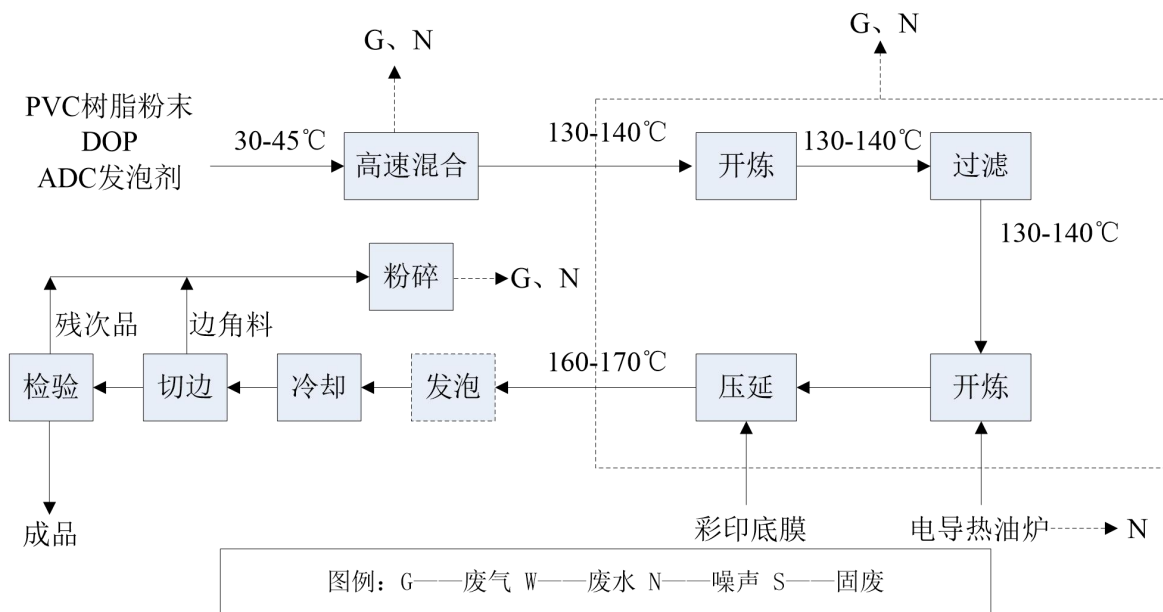 G、N
G、N
PVC树脂粉末
DOP
ADC发泡剂
30-45℃
高速混合
130-140℃
开炼
130-140℃
过滤
130-140℃
粉碎
G、N
残次品
边角料
检验
切边
冷却
发泡
160-170℃
压延
开炼
成品
彩印底膜
电导热油炉
N
图例：G——废气 W——废水 N——噪声 S——固废